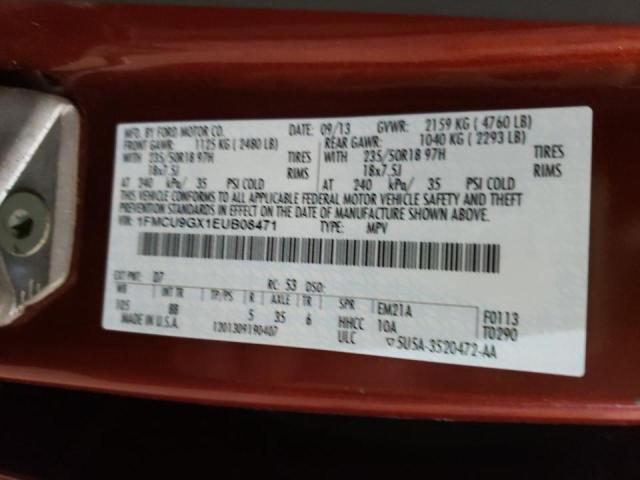 MFD. BY FORD MOTOR CO. DATE: 09/13 GVWR: 2159 KG ( 4760 LB)
FRONT GAWR: 1125 KG ( 2480 LB) REAR GAWR: 1040 KG ( 2293 LB)
WITH 235/50R18 97H TIRES WITH 235/50R18 97H TIRES
18x7.5J RIMS 18x7.5J RIMS
AT 240 kPa/ 35 PSI COLD AT 240 kPa/ 35 PSI COLD
THIS VEHICLE CONFORMS TO ALL APPLICABLE FEDERAL MOTOR VEHICLE SAFETY AND THEFT
PREVENTION STANDARDS IN EFFECT ON THE DATE OF MANUFACTURE SHOWN ABOVE.
VIN: 1FMCU9GX1EUB08471 TYPE: MPV
EXT PNT: D7 RC: 53 DSO:
WB INT TR TP/PS R AXLE TR SPR EM21A F0113
105 BB 5 35 6 HHCC 10A T0290
MADE IN U.S.A. 1201309190407 ULC ▽5U5A-3520472-AA